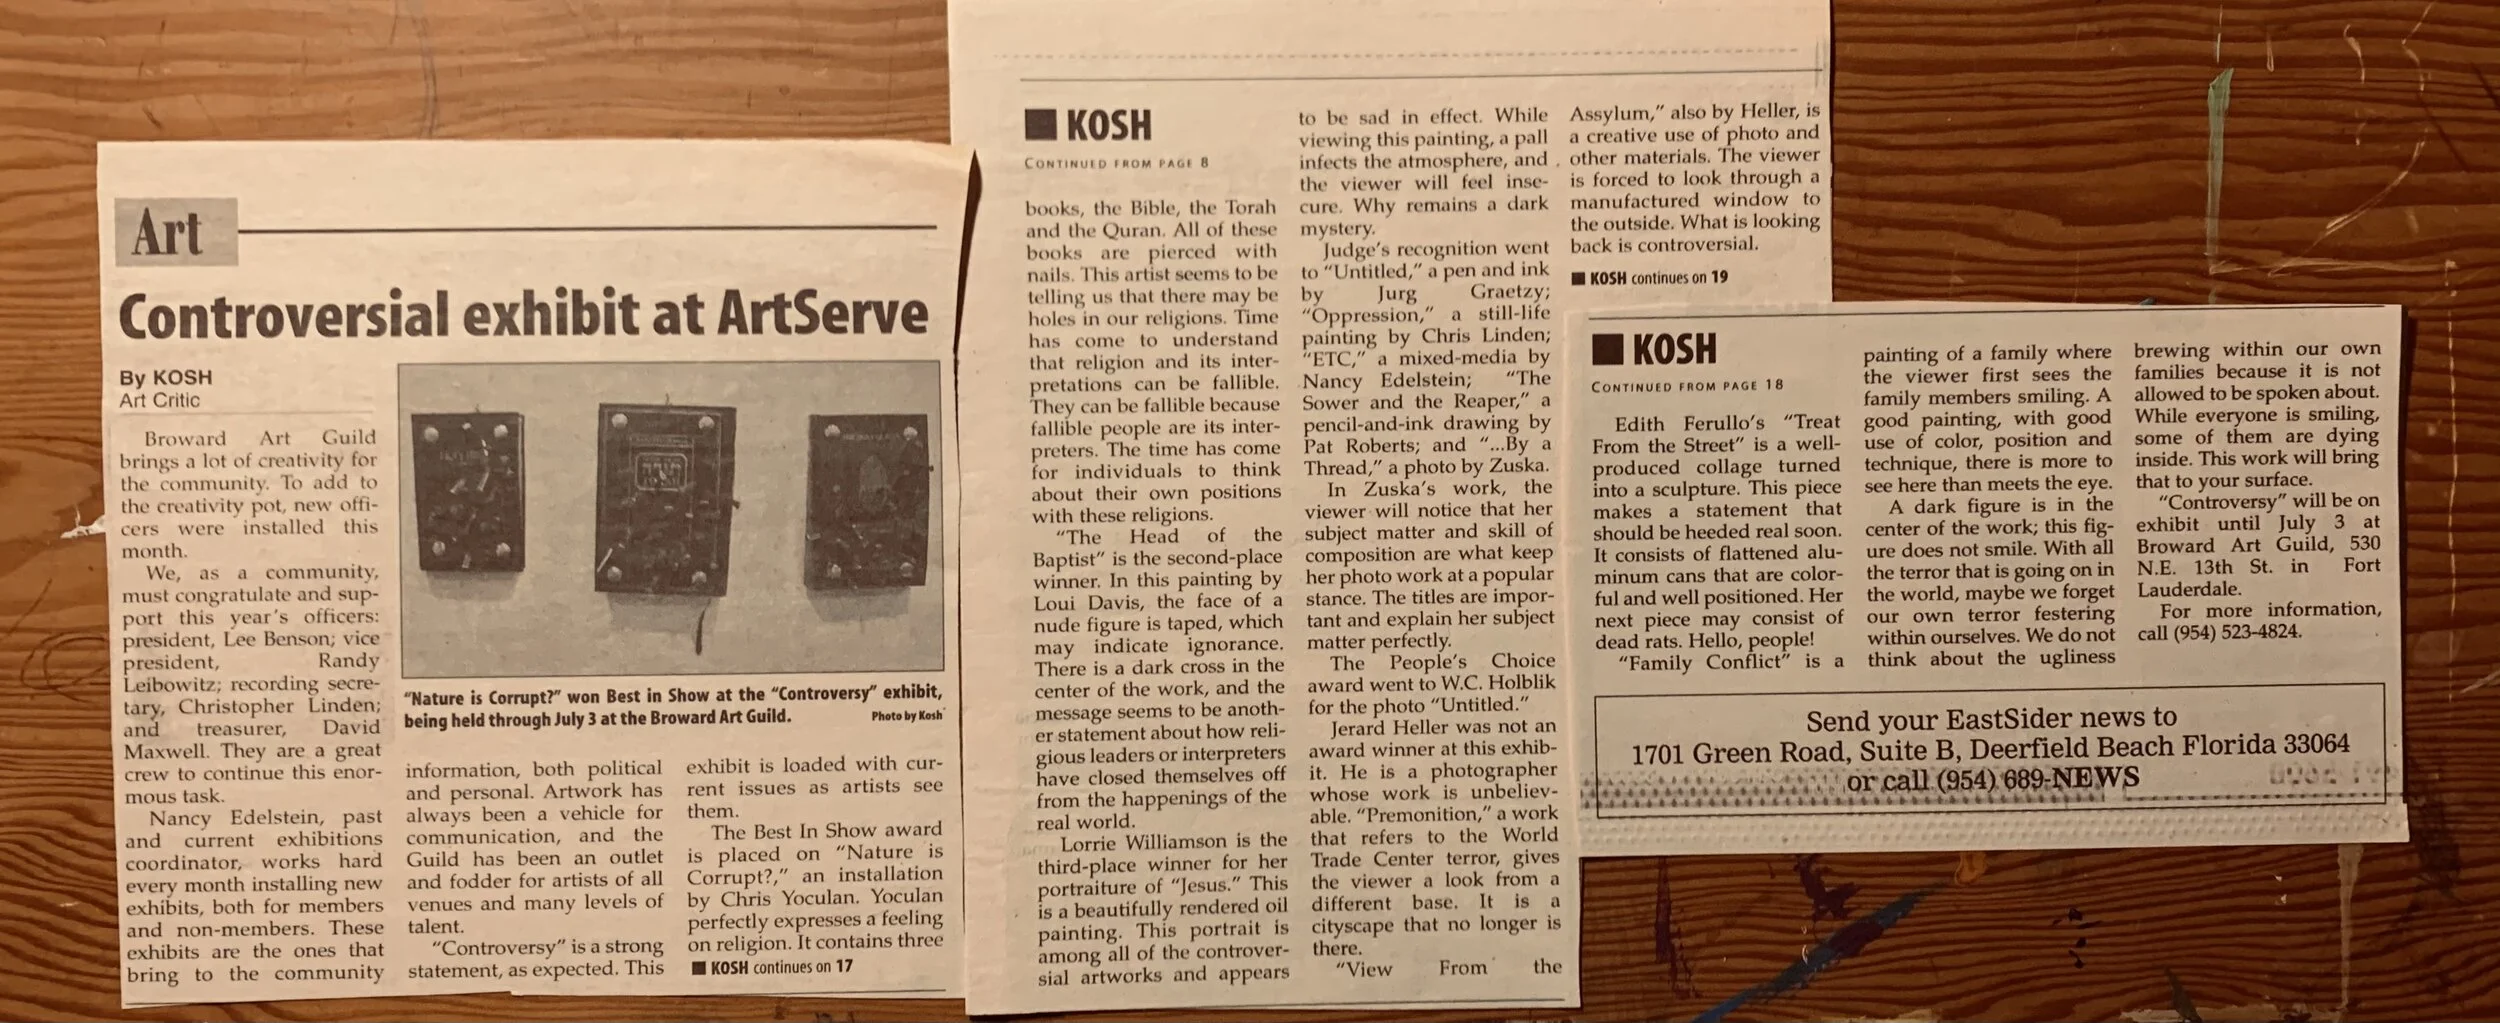 Art
Controversial exhibit at ArtServe
By KOSH
Art Critic
Broward Art Guild
brings a lot of creativity for
the community. To add to
the creativity pot, new offi-
cers were installed this
month.
We, as a community,
must congratulate and sup-
port this year's officers:
president, Lee Benson; vice
president, Randy
Leibowitz; recording secre-
tary, Christopher Linden;
and treasurer, David
Maxwell. They are a great
crew to continue this enor-
mous task.
Nancy Edelstein, past
and current exhibitions
coordinator, works hard
every month installing new
exhibits, both for members
and non-members. These
exhibits are the ones that
bring to the community
"Nature is Corrupt?" won Best in Show at the "Controversy" exhibit,
being held through July 3 at the Broward Art Guild.
Photo by Kosh
information, both political
and personal. Artwork has
always been a vehicle for
communication, and the
Guild has been an outlet
and fodder for artists of all
venues and many levels of
talent.
"Controversy" is a strong
statement, as expected. This
exhibit is loaded with cur-
rent issues as artists see
them.
The Best In Show award
is placed on "Nature is
Corrupt?," an installation
by Chris Yoculan. Yoculan
perfectly expresses a feeling
on religion. It contains three
■ KOSH continues on 17
■ KOSH
CONTINUED FROM PAGE 8
books, the Bible, the Torah
and the Quran. All of these
books are pierced with
nails. This artist seems to be
telling us that there may be
holes in our religions. Time
has come to understand
that religion and its inter-
pretations can be fallible.
They can be fallible because
fallible people are its inter-
preters. The time has come
for individuals to think
about their own positions
with these religions.
"The Head of the
Baptist" is the second-place
winner. In this painting by
Loui Davis, the face of a
nude figure is taped, which
may indicate ignorance.
There is a dark cross in the
center of the work, and the
message seems to be anoth-
er statement about how reli-
gious leaders or interpreters
have closed themselves off
from the happenings of the
real world.
Lorrie Williamson is the
third-place winner for her
portraiture of "Jesus." This
is a beautifully rendered oil
painting. This portrait is
among all of the controver-
sial artworks and appears
to be sad in effect. While
viewing this painting, a pall
infects the atmosphere, and
the viewer will feel inse-
cure. Why remains a dark
mystery.
Judge's recognition went
to "Untitled," a pen and ink
by Jurg Graetzy;
"Oppression," a still-life
painting by Chris Linden;
"ETC," a mixed-media by
Nancy Edelstein; "The
Sower and the Reaper," a
pencil-and-ink drawing by
Pat Roberts; and "...By a
Thread," a photo by Zuska.
In Zuska's work, the
viewer will notice that her
subject matter and skill of
composition are what keep
her photo work at a popular
stance. The titles are impor-
tant and explain her subject
matter perfectly.
The People's Choice
award went to W.C. Holblik
for the photo "Untitled."
Jerard Heller was not an
award winner at this exhib-
it. He is a photographer
whose work is unbeliev-
able. "Premonition," a work
that refers to the World
Trade Center terror, gives
the viewer a look from a
different base. It is a
cityscape that no longer is
there.
"View From the
Assylum," also by Heller, is
a creative use of photo and
other materials. The viewer
is forced to look through a
manufactured window to
the outside. What is looking
back is controversial.
■ KOSH continues on 19
■ KOSH
CONTINUED FROM PAGE 18
Edith Ferullo's "Treat
From the Street" is a well-
produced collage turned
into a sculpture. This piece
makes a statement that
should be heeded real soon.
It consists of flattened alu-
minum cans that are color-
ful and well positioned. Her
next piece may consist of
dead rats. Hello, people!
"Family Conflict" is a
painting of a family where
the viewer first sees the
family members smiling. A
good painting, with good
use of color, position and
technique, there is more to
see here than meets the eye.
A dark figure is in the
center of the work; this fig-
ure does not smile. With all
the terror that is going on in
the world, maybe we forget
our own terror festering
within ourselves. We do not
think about the ugliness
brewing within our own
families because it is not
allowed to be spoken about.
While everyone is smiling,
some of them are dying
inside. This work will bring
that to your surface.
"Controversy" will be on
exhibit until July 3 at
Broward Art Guild, 530
N.E. 13th St. in Fort
Lauderdale.
For more information,
call (954) 523-4824.
Send your EastSider news to
1701 Green Road, Suite B, Deerfield Beach Florida 33064
or call (954) 689-NEWS